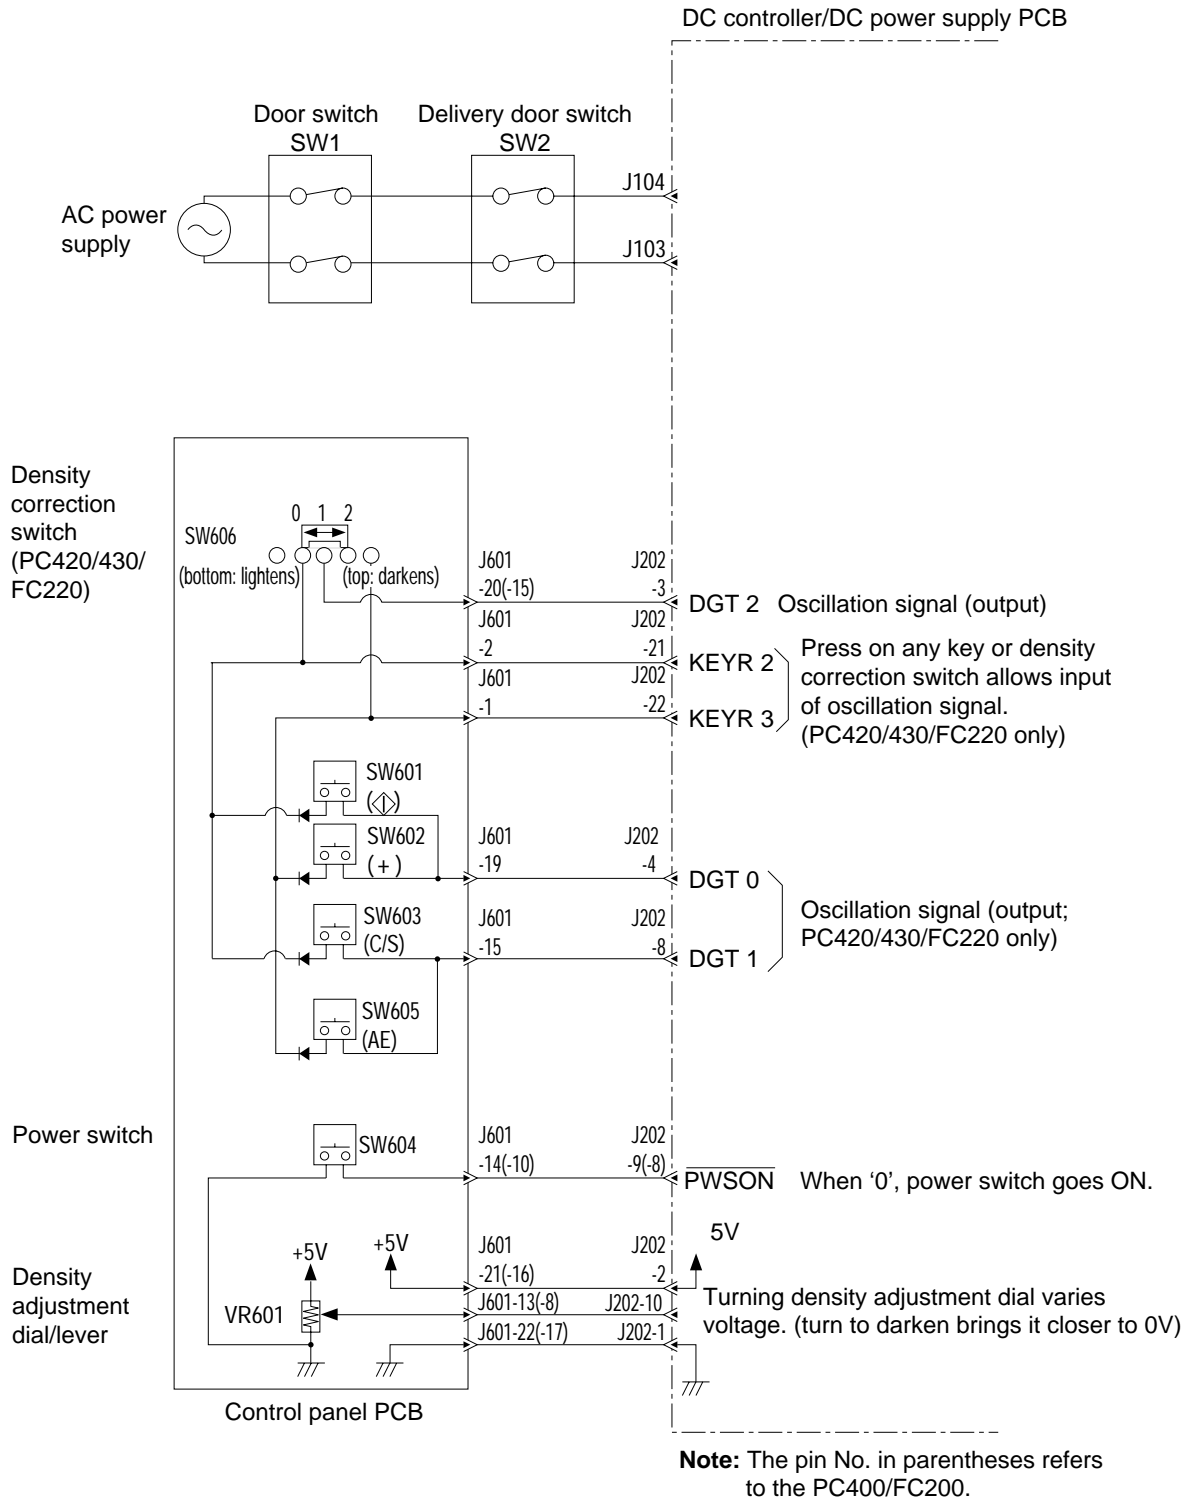 DC controller/DC power supply PCB
Door switch
SW1
Delivery door switch
SW2
J104
AC power
supply
J103
Density
correction
switch
(PC420/430/
FC220)
0 1 2
SW606
(bottom: lightens)
(top: darkens)
J601
-20(-15)
J202
-3
DGT 2 Oscillation signal (output)
J601
-2
J202
-21
KEYR 2
J601
-1
J202
-22
KEYR 3
Press on any key or density
correction switch allows input
of oscillation signal.
(PC420/430/FC220 only)
SW601
SW602
( + )
J601
-19
J202
-4
DGT 0
SW603
(C/S)
J601
-15
J202
-8
DGT 1
Oscillation signal (output;
PC420/430/FC220 only)
SW605
(AE)
Power switch
SW604
J601
-14(-10)
J202
-9(-8)
PWSON When ‘0’, power switch goes ON.
Density
adjustment
dial/lever
+5V
VR601
+5V
J601
-21(-16)
J202
-2
5V
J601-13(-8)
J202-10
J601-22(-17)
J202-1
Turning density adjustment dial varies
voltage. (turn to darken brings it closer to 0V)
Control panel PCB
Note: The pin No. in parentheses refers
to the PC400/FC200.